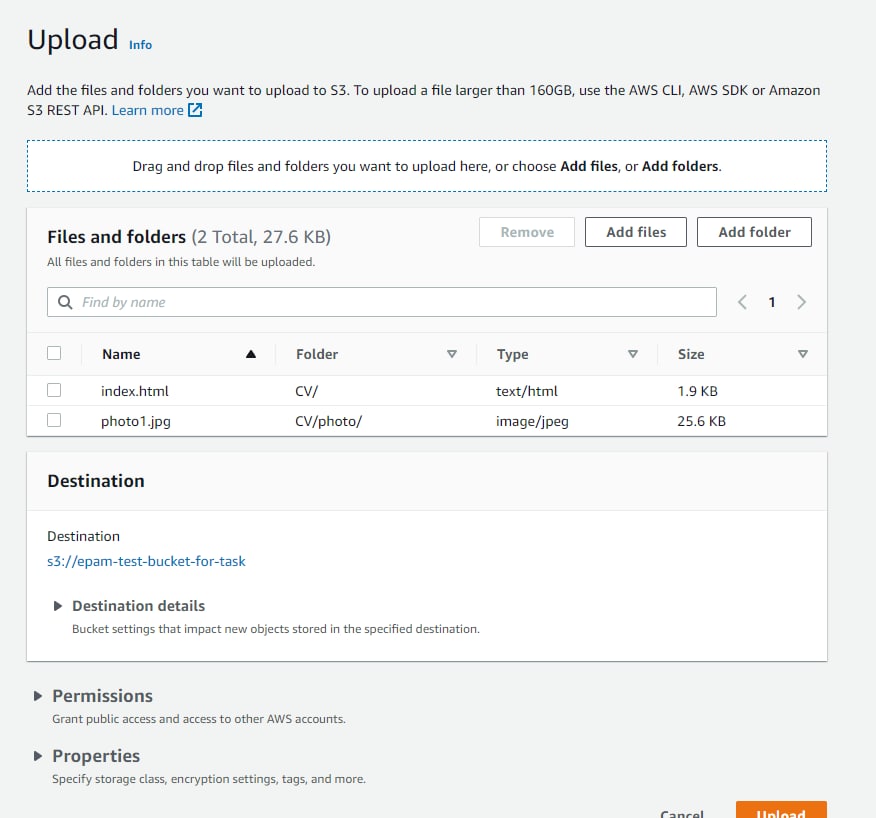 Upload Info
Add the files and folders you want to upload to S3. To upload a file larger than 160GB, use the AWS CLI, AWS SDK or Amazon
S3 REST API. Learn more
Drag and drop files and folders you want to upload here, or choose Add files, or Add folders.
Files and folders (2 Total, 27.6 KB)
Remove
Add files
Add folder
All files and folders in this table will be uploaded.
Find by name
1
Name Folder Type Size
index.html CV/ text/html 1.9 KB
photo1.jpg CV/photo/ image/jpeg 25.6 KB
Destination
Destination
s3://epam-test-bucket-for-task
Destination details
Bucket settings that impact new objects stored in the specified destination.
Permissions
Grant public access and access to other AWS accounts.
Properties
Specify storage class, encryption settings, tags, and more.
Cancel Upload